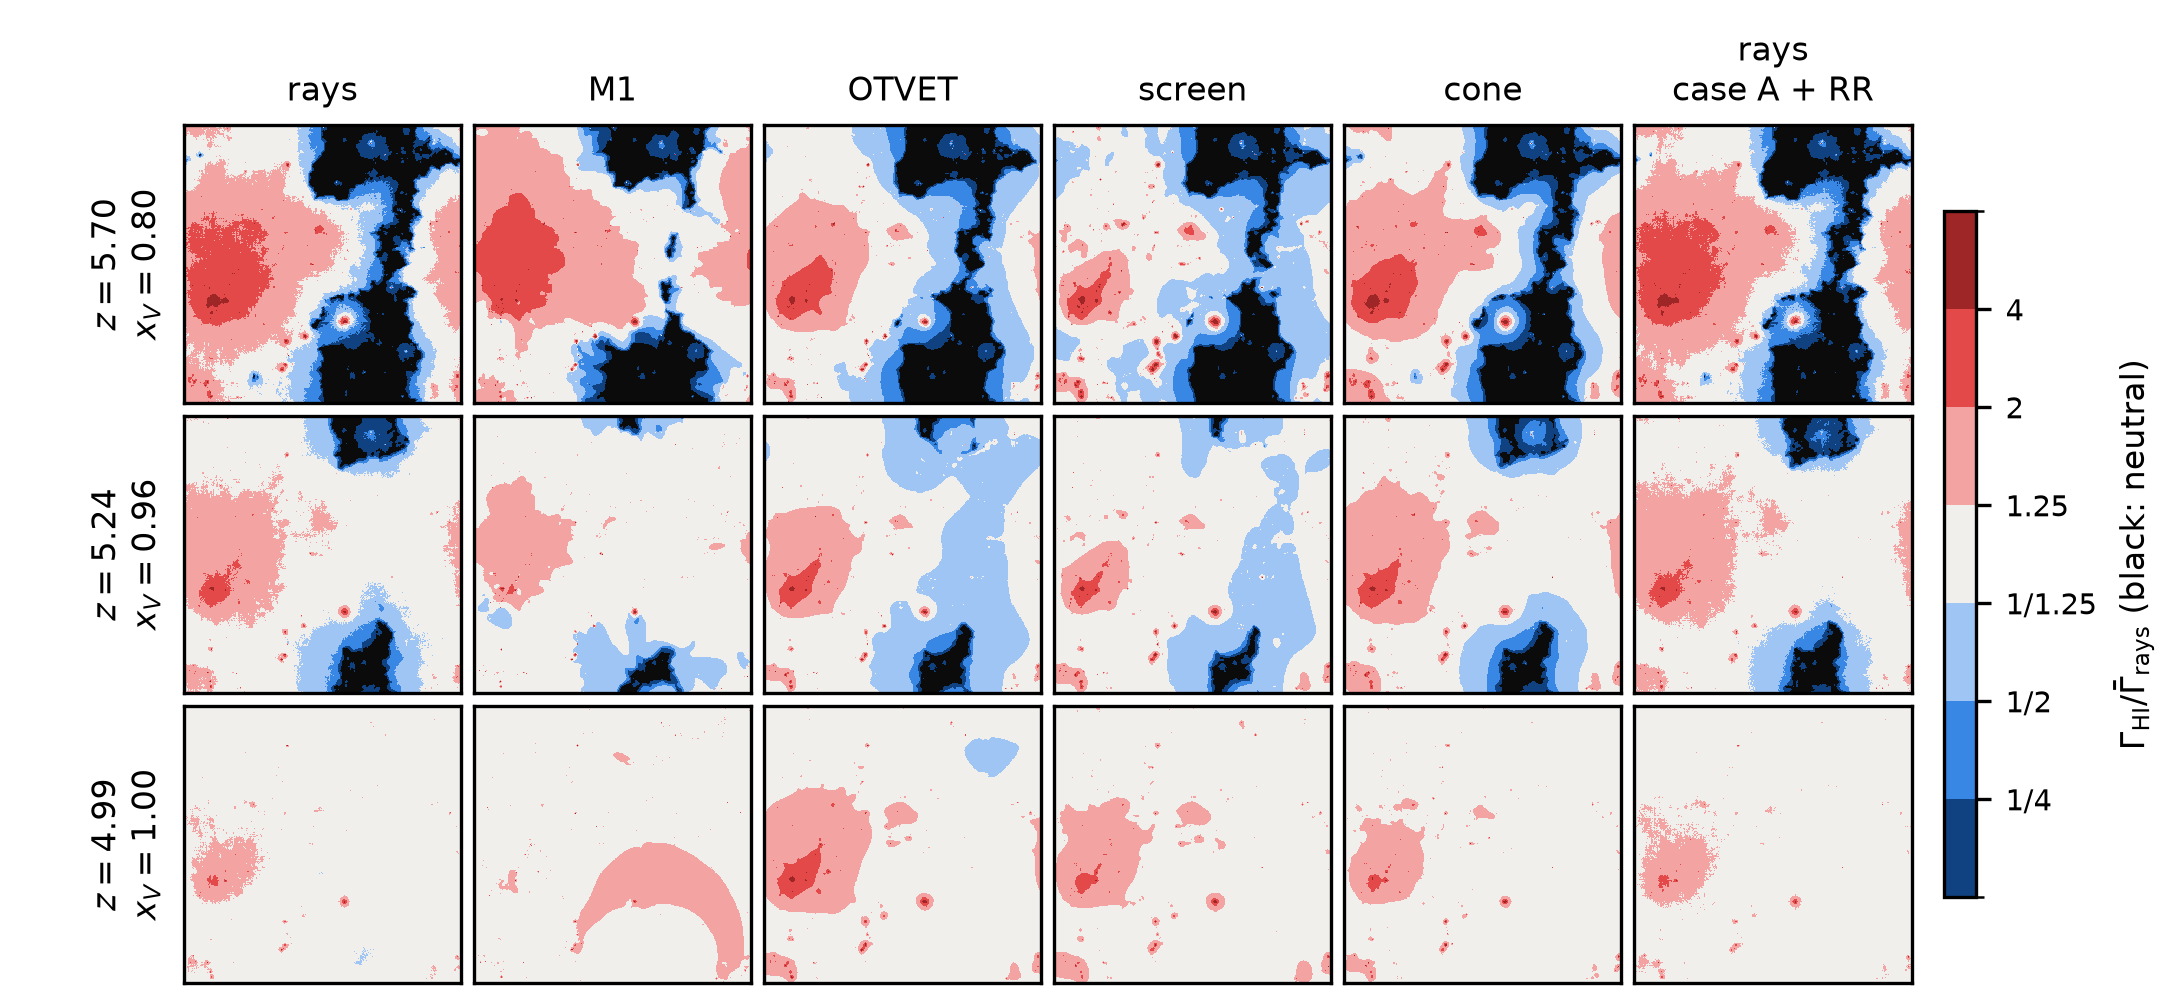 rays
rays M1 OTVET screen cone case A + RR
z = 5.70
x_V = 0.80
z = 5.24
x_V = 0.96
z = 4.99
x_V = 1.00
4
2
1.25
1/1.25
1/2
1/4
Γ_HI/Γ̄_rays (black: neutral)